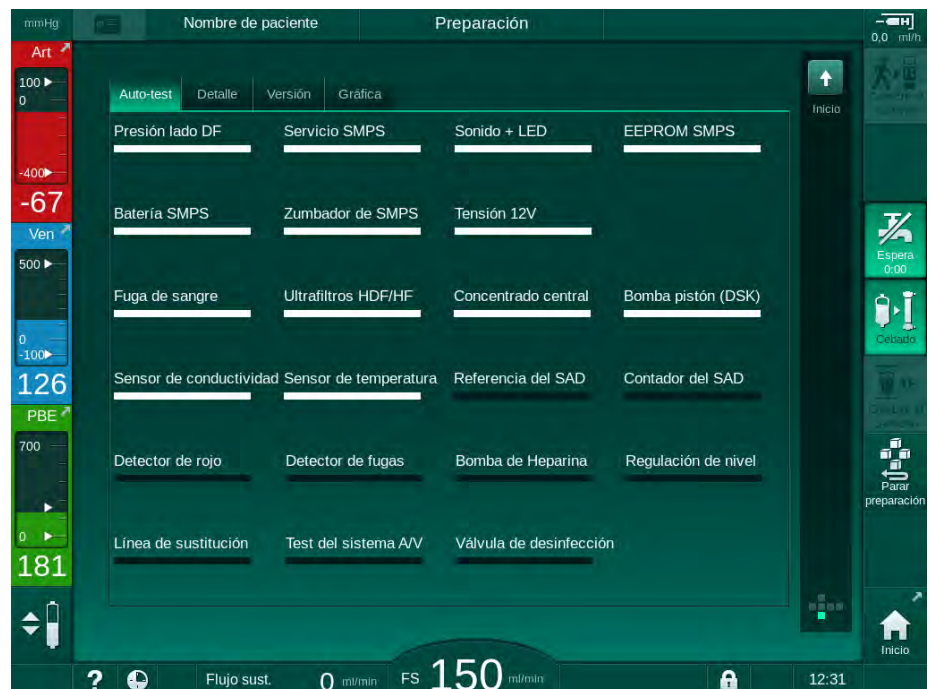 mmHg
Nombre de paciente
Preparación
0,0 ml/h
Art
100
0
-400
-67
Ven
500
0
-100
126
PBE
700
0
181
Auto-test Detalle Versión Gráfica
Inicio
Presión lado DF Servicio SMPS Sonido + LED EEPROM SMPS
Batería SMPS Zumbador de SMPS Tensión 12V
Fuga de sangre Ultrafiltros HDF/HF Concentrado central Bomba pistón (DSK)
Sensor de conductividad Sensor de temperatura Referencia del SAD Contador del SAD
Detector de rojo Detector de fugas Bomba de Heparina Regulación de nivel
Línea de sustitución Test del sistema A/V Válvula de desinfección
Espera
0:00
Cebado
Parar
preparación
Inicio
? Flujo sust. 0 ml/min FS 150 ml/min 12:31